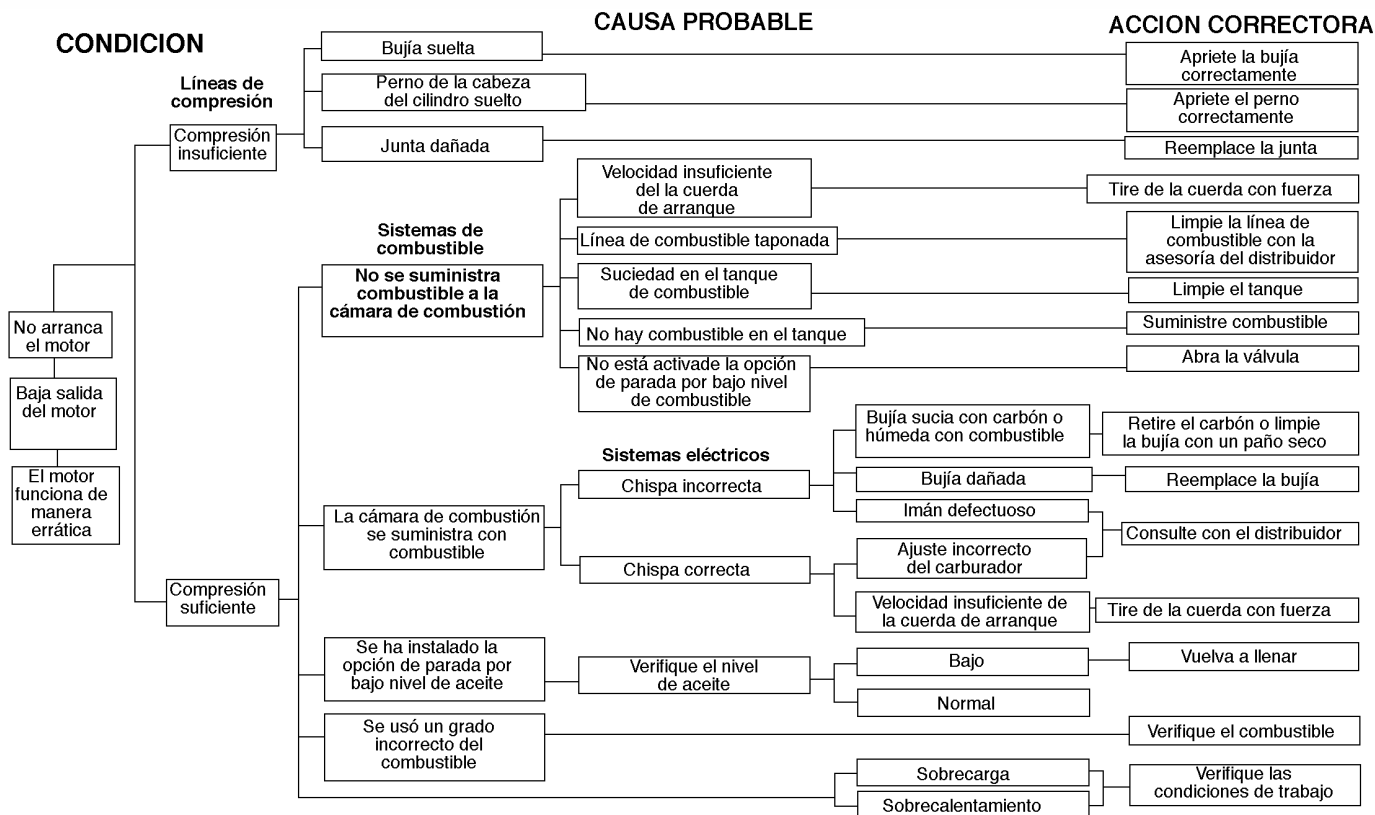 CONDICION
CAUSA PROBABLE
ACCION CORRECTORA
Líneas de
compresión
Compresión
insuficiente
Bujía suelta
Apriete la bujía
correctamente
Perno de la cabeza
del cilindro suelto
Apriete el perno
correctamente
Junta dañada
Reemplace la junta
No arranca
el motor
Baja salida
del motor
El motor
funciona de
manera
errática
Compresión
suficiente
Sistemas de
combustible
No se suministra
combustible a la
cámara de combustión
Velocidad insuficiente
del la cuerda
de arranque
Tire de la cuerda con fuerza
Línea de combustible taponada
Limpie la línea de
combustible con la
asesoría del distribuidor
Suciedad en el tanque
de combustible
Limpie el tanque
No hay combustible en el tanque
Suministre combustible
No está activade la opción
de parada por bajo nivel
de combustible
Abra la válvula
La cámara de combustión
se suministra con
combustible
Sistemas eléctricos
Chispa incorrecta
Bujía sucia con carbón o
húmeda con combustible
Retire el carbón o limpie
la bujía con un paño seco
Bujía dañada
Reemplace la bujía
Imán defectuoso
Consulte con el distribuidor
Chispa correcta
Ajuste incorrecto
del carburador
Velocidad insuficiente de
la cuerda de arranque
Tire de la cuerda con fuerza
Se ha instalado la
opción de parada por
bajo nivel de aceite
Verifique el nivel
de aceite
Bajo
Vuelva a llenar
Normal
Se usó un grado
incorrecto del
combustible
Verifique el combustible
Sobrecarga
Sobrecalentamiento
Verifique las
condiciones de trabajo